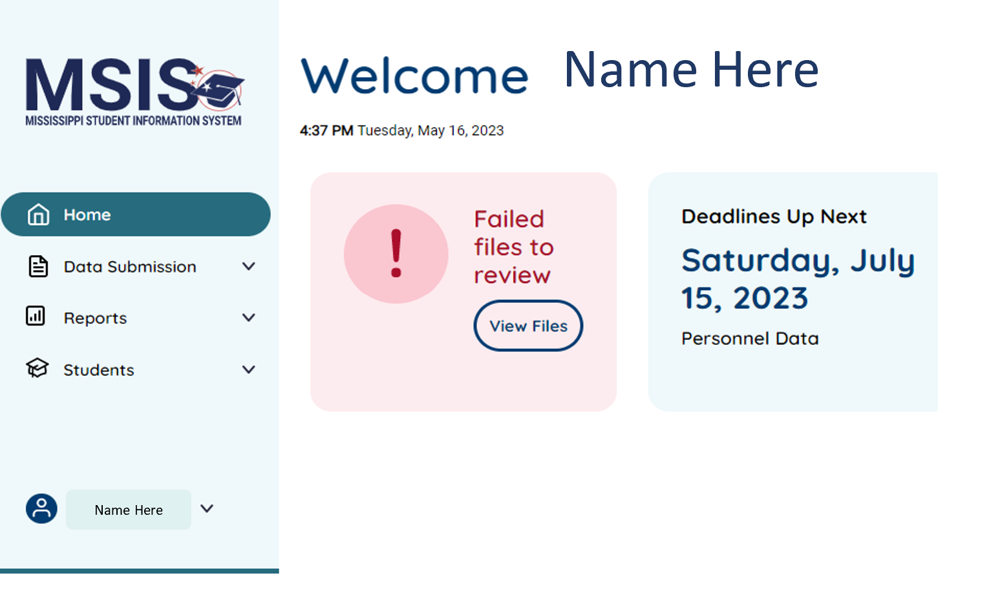 MSIS
MISSISSIPPI STUDENT INFORMATION SYSTEM
Home
Data Submission
Reports
Students
Name Here
Welcome Name Here
4:37 PM Tuesday, May 16, 2023
!
Failed
files to
review
View Files
Deadlines Up Next
Saturday, July
15, 2023
Personnel Data